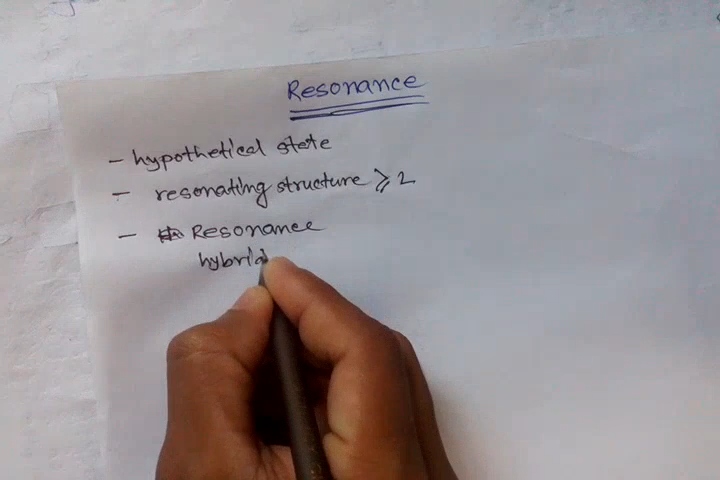 Resonance
- hypothetical state
- resonating structure ⩾ 2
- Resonance
hybrid